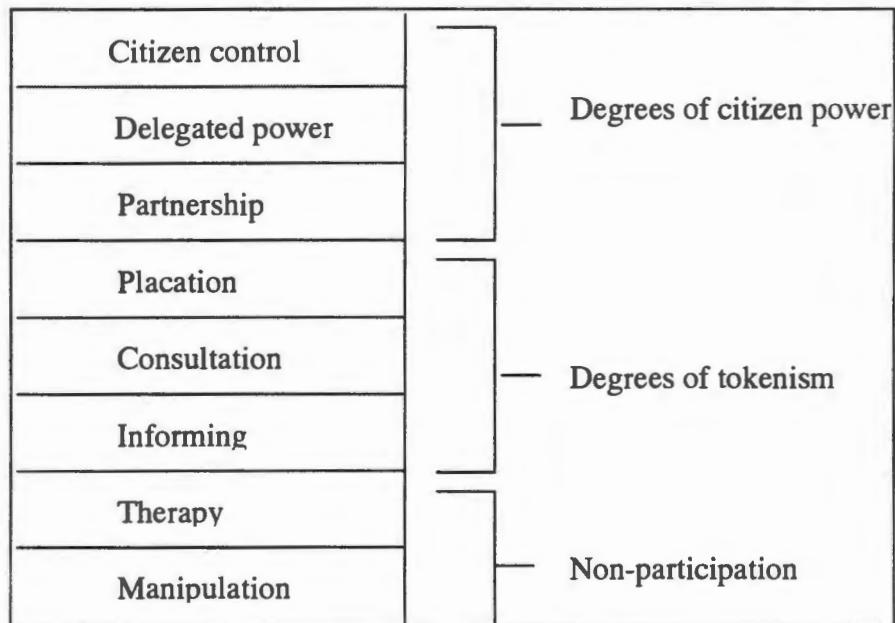 Citizen control
Delegated power
Partnership
Degrees of citizen power
Placation
Consultation
Informing
Degrees of tokenism
Therapy
Manipulation
Non-participation